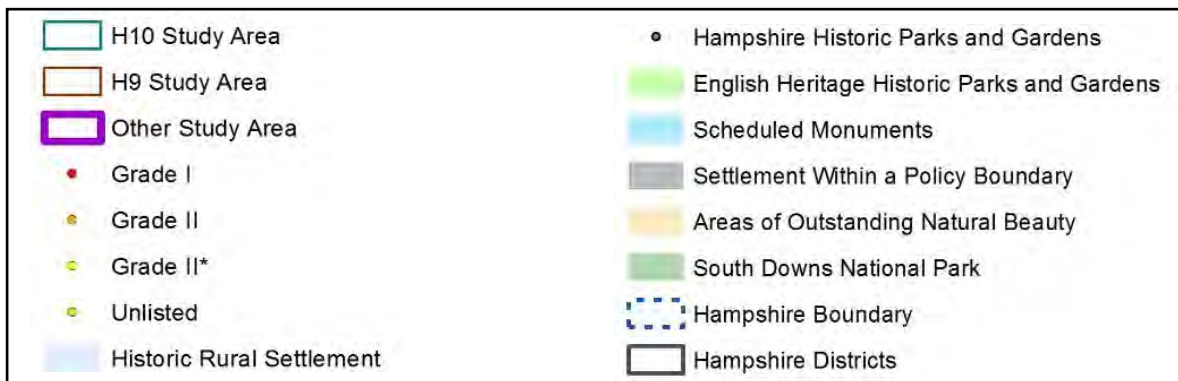 H10 Study Area
H9 Study Area
Other Study Area
Grade I
Grade II
Grade II*
Unlisted
Historic Rural Settlement
Hampshire Historic Parks and Gardens
English Heritage Historic Parks and Gardens
Scheduled Monuments
Settlement Within a Policy Boundary
Areas of Outstanding Natural Beauty
South Downs National Park
Hampshire Boundary
Hampshire Districts